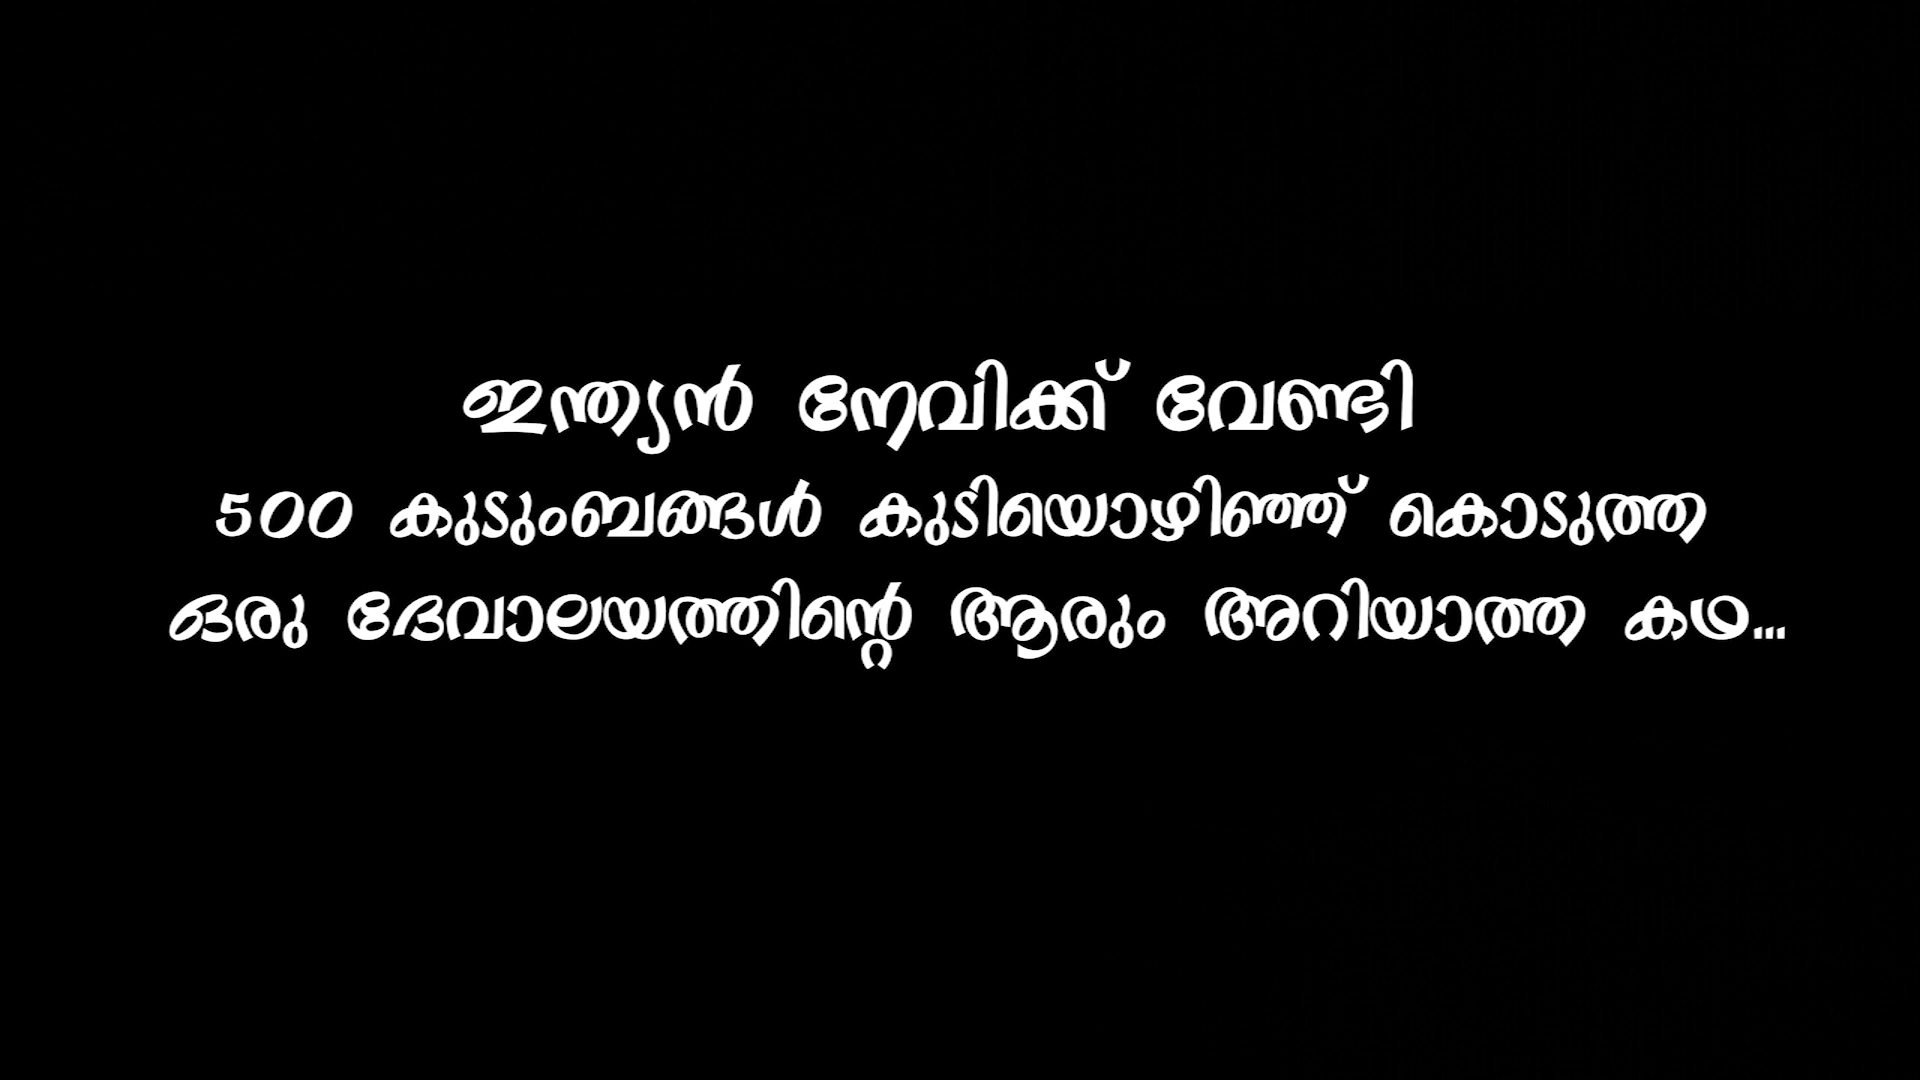 ഇന്ത്യൻ നേവിക്ക് വേണ്ടി
500 കുടുംബങ്ങൾ കുടിയൊഴിഞ്ഞ് കൊടുത്ത
ഒരു ദേവാലയത്തിന്റെ ആരും അറിയാത്ത കഥ...